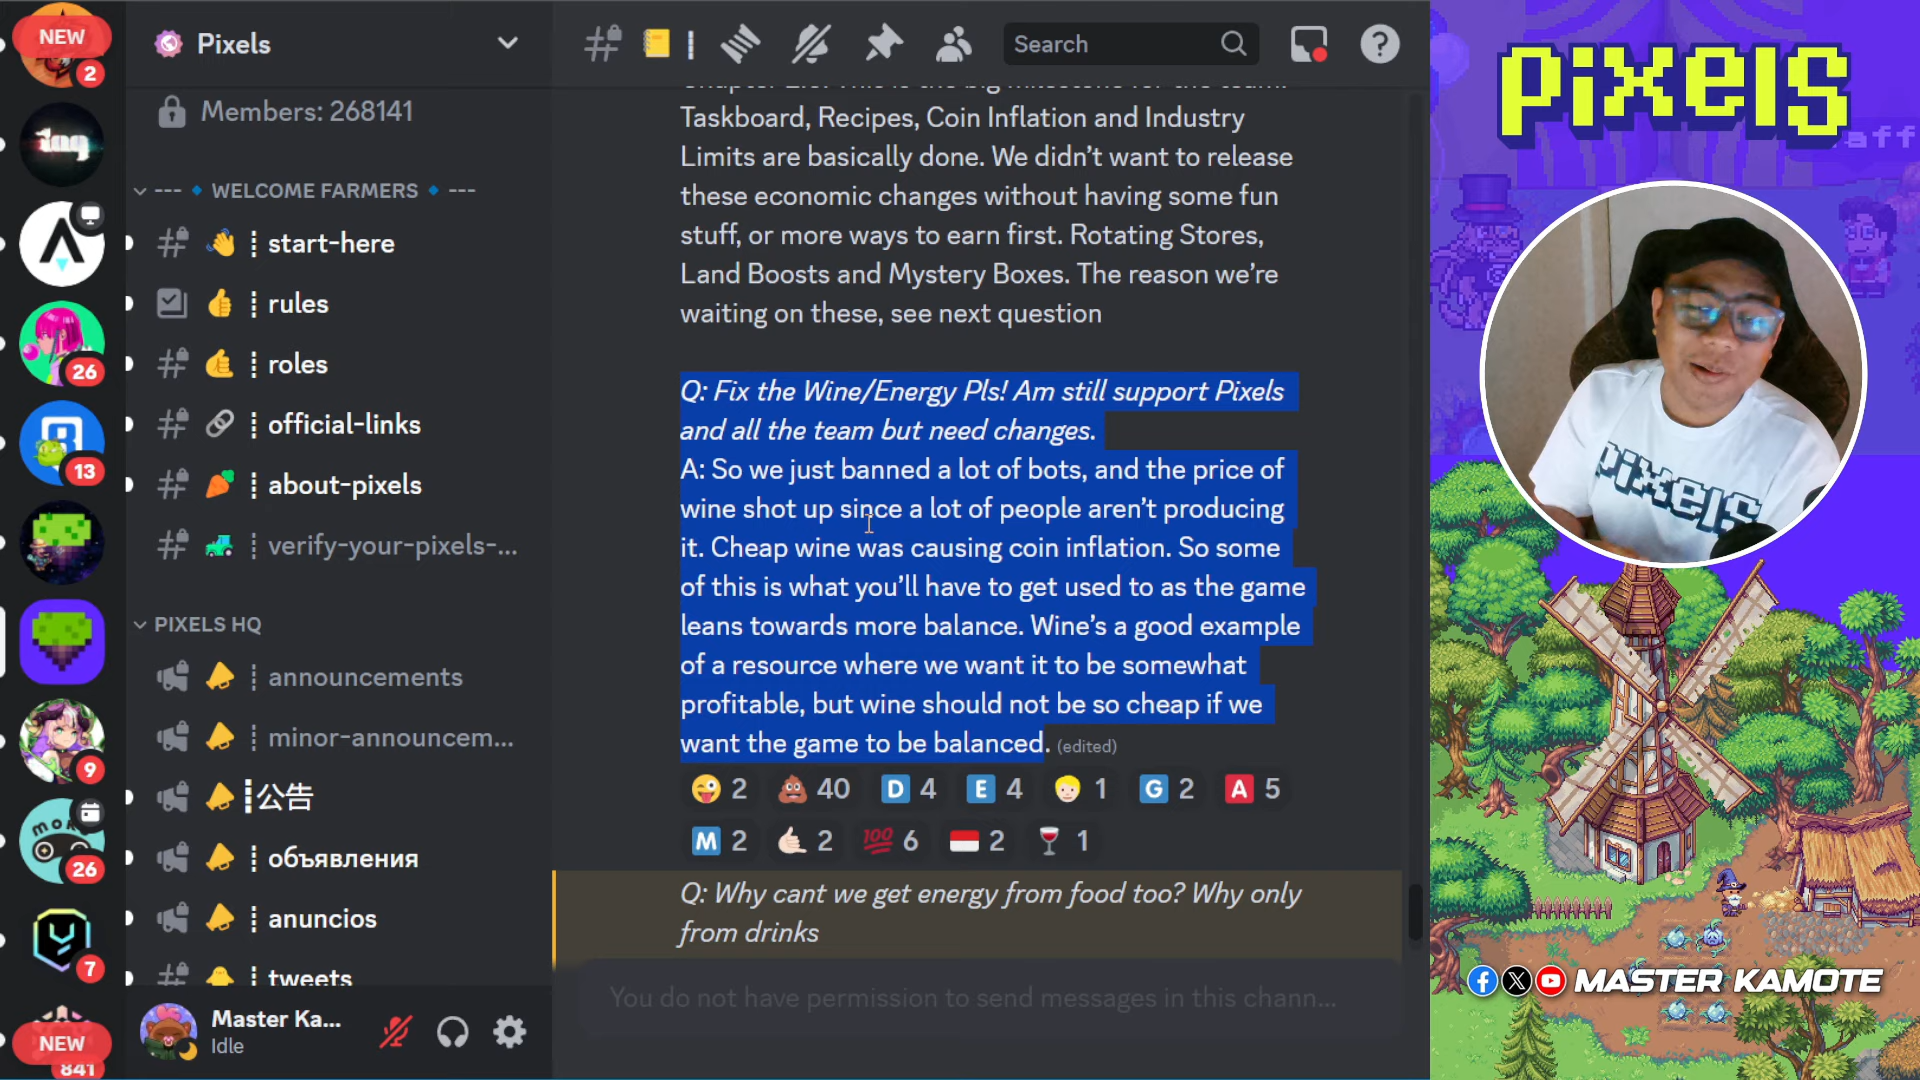 NEW
2
inq
26
13
9
MOKU
26
7
NEW
841
Pixels
Members: 268141
--- WELCOME FARMERS ---
start-here
rules
roles
official-links
about-pixels
verify-your-pixels-...
PIXELS HQ
announcements
minor-announcem...
公告
объявления
anuncios
tweets
Master Ka...
Idle
Search
Taskboard, Recipes, Coin Inflation and Industry
Limits are basically done. We didn't want to release
these economic changes without having some fun
stuff, or more ways to earn first. Rotating Stores,
Land Boosts and Mystery Boxes. The reason we're
waiting on these, see next question
Q: Fix the Wine/Energy Pls! Am still support Pixels
and all the team but need changes.
A: So we just banned a lot of bots, and the price of
wine shot up since a lot of people aren't producing
it. Cheap wine was causing coin inflation. So some
of this is what you'll have to get used to as the game
leans towards more balance. Wine's a good example
of a resource where we want it to be somewhat
profitable, but wine should not be so cheap if we
want the game to be balanced. (edited)
2 40 D 4 E 4 1 G 2 A 5
M 2 2 100 6 2 1
Q: Why cant we get energy from food too? Why only
from drinks
You do not have permission to send messages in this chann...
pixels
aff
pixels
MASTER KAMOTE